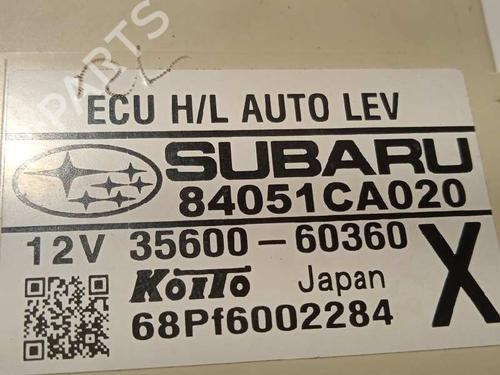 PARTS
ECU H/L AUTO LEV
SUBARU
84051CA020
12V 35600-60360
KOITO Japan X
68Pf6002284